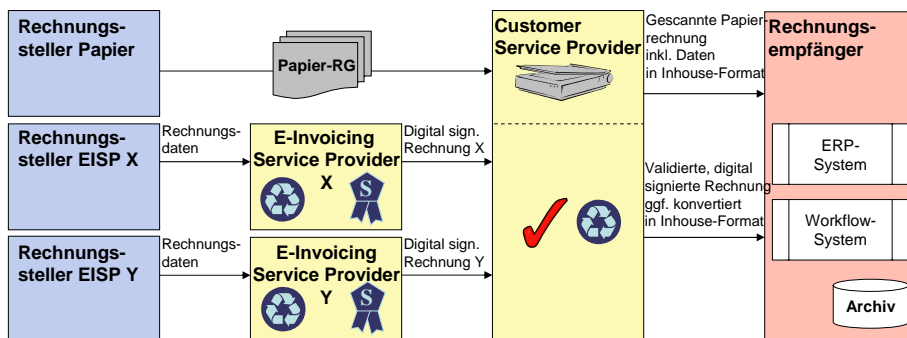 Rechnungs-
steller Papier
Papier-RG
Customer
Service Provider
Gescannte Papier-
rechnung
inkl. Daten
in Inhouse-Format
Rechnungs-
empfänger
Rechnungs-
steller EISP X
Rechnungs-
daten
E-Invoicing
Service Provider
X
S
Digital sign.
Rechnung X
Validierte, digital
signierte Rechnung
ggf. konvertiert
in Inhouse-Format
ERP-
System
Workflow-
System
Rechnungs-
steller EISP Y
Rechnungs-
daten
E-Invoicing
Service Provider
Y
S
Digital sign.
Rechnung Y
Archiv